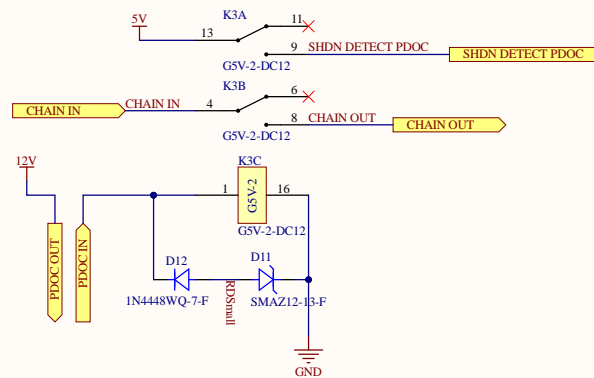 K3A
5V
13
11
9
SHDN DETECT PDOC
SHDN DETECT PDOC
G5V-2-DC12
K3B
CHAIN IN
CHAIN IN
4
6
8
CHAIN OUT
CHAIN OUT
G5V-2-DC12
12V
K3C
1
G5V-2
16
G5V-2-DC12
PDOC OUT
PDOC IN
D12
D11
1N4448WQ-7-F
RDSmall
SMAZ12-13-F
GND